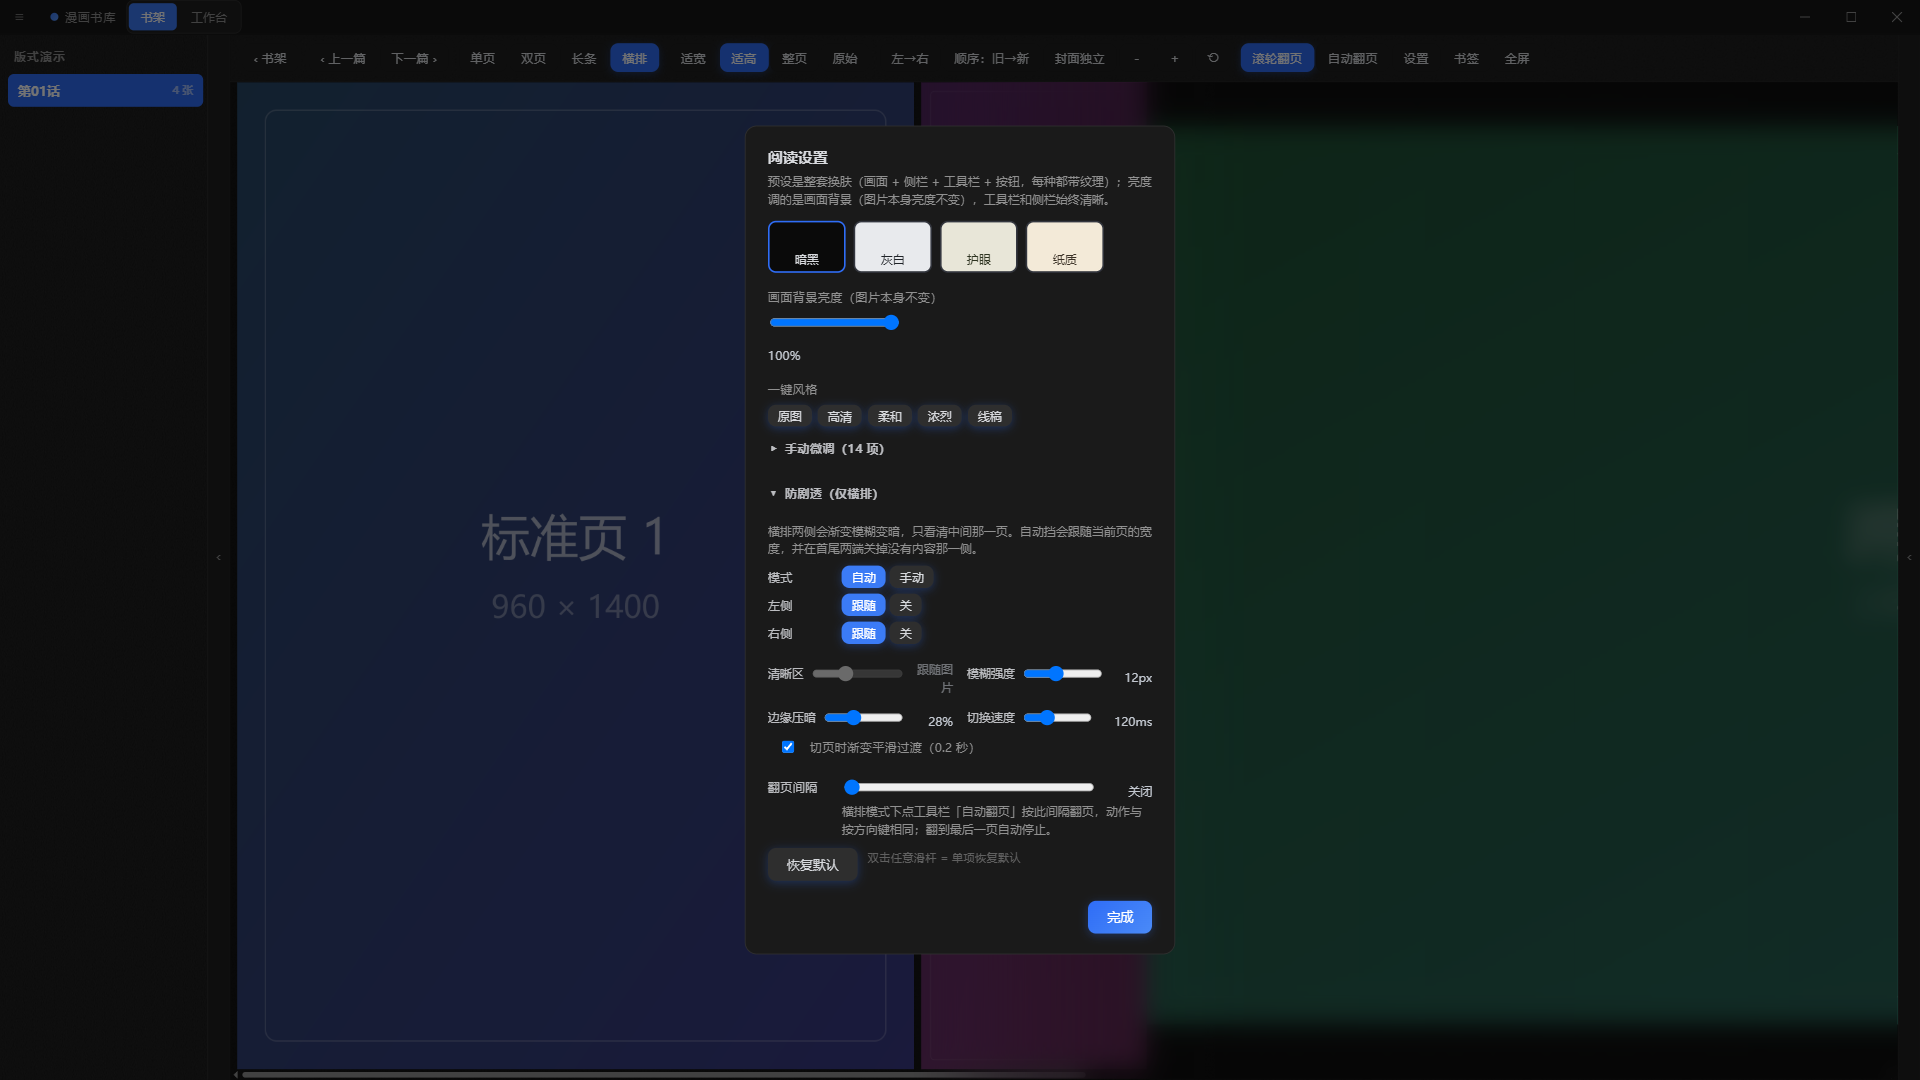 漫画书库 书架 工作台
版式演示
第01话 4 张
‹ 书架 ‹ 上一篇 下一篇 › 单页 双页 长条 横排 适宽 适高 整页 原始 左→右 顺序：旧→新 封面独立 - + 滚轮翻页 自动翻页 设置 书签 全屏
标准页 1
960 × 1400
阅读设置
预设是整套换肤（画面 + 侧栏 + 工具栏 + 按钮，每种都带纹理）；亮度
调的是画面背景（图片本身亮度不变），工具栏和侧栏始终清晰。
暗黑 灰白 护眼 纸质
画面背景亮度（图片本身不变）
100%
一键风格
原图 高清 柔和 浓烈 线稿
手动微调（14 项）
防剧透（仅横排）
横排两侧会渐变模糊变暗，只看清中间那一页。自动挡会跟随当前页的宽
度，并在首尾两端关掉没有内容那一侧。
模式 自动 手动
左侧 跟随 关
右侧 跟随 关
清晰区 跟随图
片
模糊强度 12px
边缘压暗 28% 切换速度 120ms
切页时渐变平滑过渡（0.2 秒）
翻页间隔 关闭
横排模式下点工具栏「自动翻页」按此间隔翻页，动作与
按方向键相同；翻到最后一页自动停止。
恢复默认 双击任意滑杆 = 单项恢复默认
完成